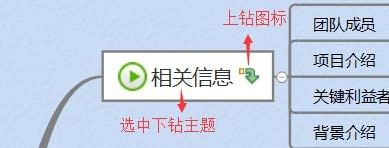 上钻图标
相关信息
选中下钻主题
团队成员
项目介绍
关键利益者
背景介绍